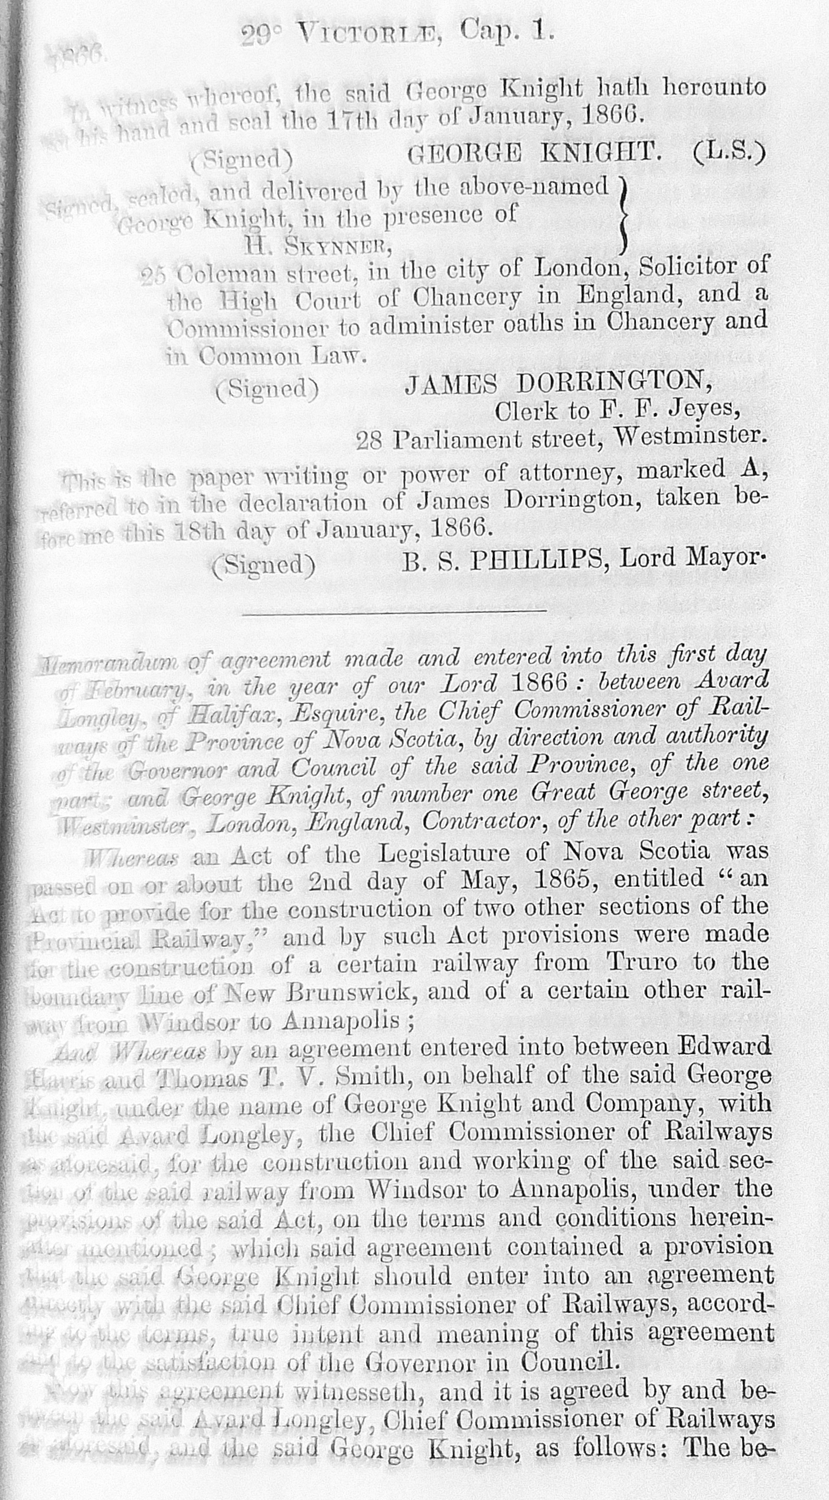 29° VICTORIÆ, Cap. 1.
1866.
In witness whereof, the said George Knight hath hereunto
set his hand and seal the 17th day of January, 1866.
(Signed) GEORGE KNIGHT. (L.S.)
Signed, sealed, and delivered by the above-named
George Knight, in the presence of
H. SKYNNER,
25 Coleman street, in the city of London, Solicitor of
the High Court of Chancery in England, and a
Commissioner to administer oaths in Chancery and
in Common Law.
(Signed) JAMES DORRINGTON,
Clerk to F. F. Jeyes,
28 Parliament street, Westminster.
This is the paper writing or power of attorney, marked A,
referred to in the declaration of James Dorrington, taken be-
fore me this 18th day of January, 1866.
(Signed) B. S. PHILLIPS, Lord Mayor.
Memorandum of agreement made and entered into this first day
of February, in the year of our Lord 1866 : between Avard
Longley, of Halifax, Esquire, the Chief Commissioner of Rail-
ways of the Province of Nova Scotia, by direction and authority
of the Governor and Council of the said Province, of the one
part; and George Knight, of number one Great George street,
Westminster, London, England, Contractor, of the other part :
Whereas an Act of the Legislature of Nova Scotia was
passed on or about the 2nd day of May, 1865, entitled “ an
Act to provide for the construction of two other sections of the
Provincial Railway,” and by such Act provisions were made
for the construction of a certain railway from Truro to the
boundary line of New Brunswick, and of a certain other rail-
way from Windsor to Annapolis ;
And Whereas by an agreement entered into between Edward
Harris and Thomas T. V. Smith, on behalf of the said George
Knight, under the name of George Knight and Company, with
the said Avard Longley, the Chief Commissioner of Railways
as aforesaid, for the construction and working of the said sec-
tion of the said railway from Windsor to Annapolis, under the
provisions of the said Act, on the terms and conditions herein-
after mentioned ; which said agreement contained a provision
that the said George Knight should enter into an agreement
directly with the said Chief Commissioner of Railways, accord-
ing to the terms, true intent and meaning of this agreement
and to the satisfaction of the Governor in Council.
Now this agreement witnesseth, and it is agreed by and be-
tween the said Avard Longley, Chief Commissioner of Railways
as aforesaid, and the said George Knight, as follows: The be-